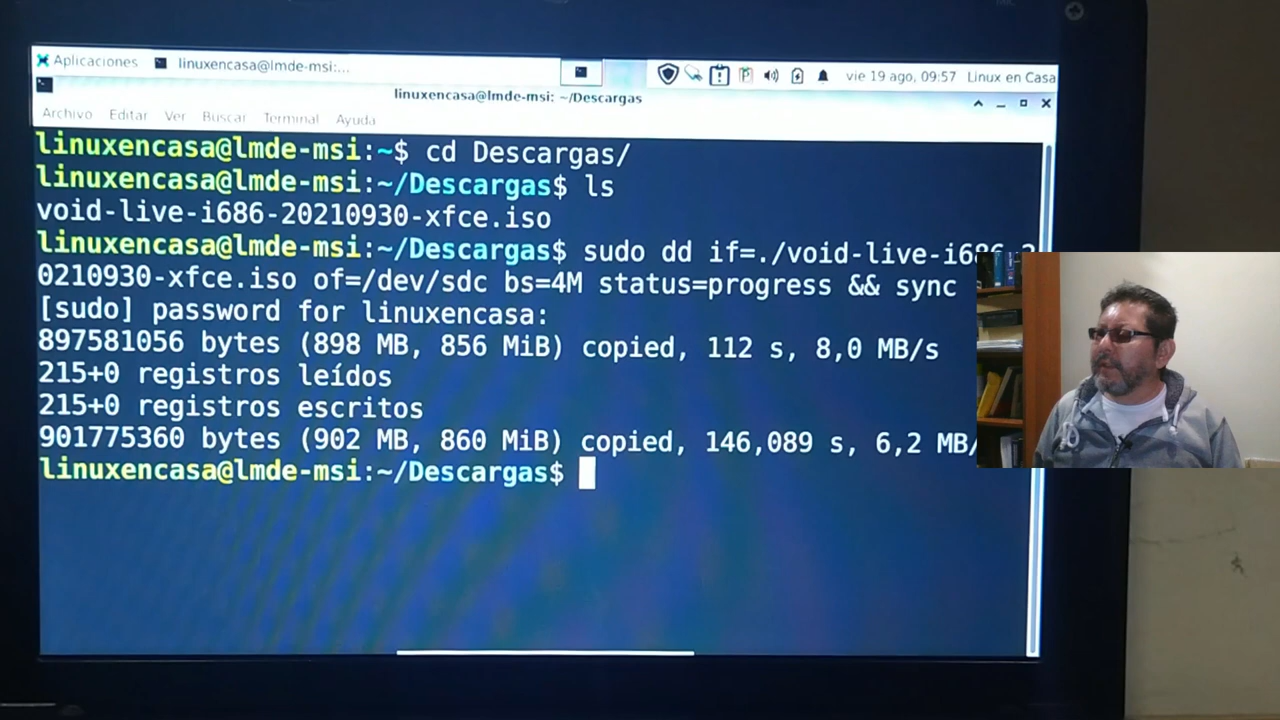 Aplicaciones linuxencasa@lmde-msi:... vie 19 ago, 09:57 Linux en Casa
linuxencasa@lmde-msi: ~/Descargas
Archivo Editar Ver Buscar Terminal Ayuda
linuxencasa@lmde-msi:~$ cd Descargas/
linuxencasa@lmde-msi:~/Descargas$ ls
void-live-i686-20210930-xfce.iso
linuxencasa@lmde-msi:~/Descargas$ sudo dd if=./void-live-i686-2
0210930-xfce.iso of=/dev/sdc bs=4M status=progress && sync
[sudo] password for linuxencasa:
897581056 bytes (898 MB, 856 MiB) copied, 112 s, 8,0 MB/s
215+0 registros leídos
215+0 registros escritos
901775360 bytes (902 MB, 860 MiB) copied, 146,089 s, 6,2 MB/
linuxencasa@lmde-msi:~/Descargas$